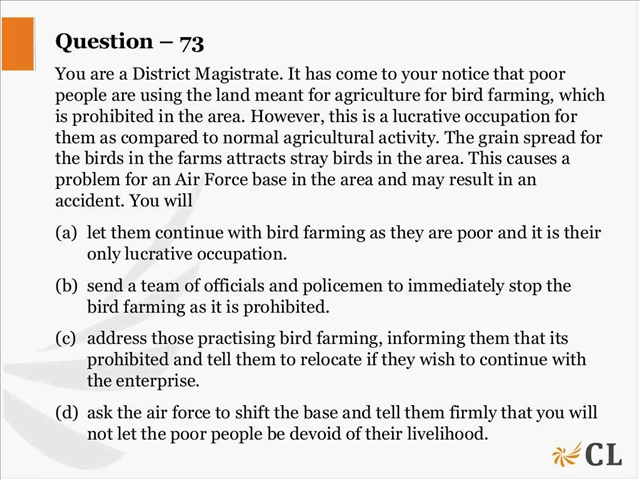 Question – 73
You are a District Magistrate. It has come to your notice that poor
people are using the land meant for agriculture for bird farming, which
is prohibited in the area. However, this is a lucrative occupation for
them as compared to normal agricultural activity. The grain spread for
the birds in the farms attracts stray birds in the area. This causes a
problem for an Air Force base in the area and may result in an
accident. You will
(a) let them continue with bird farming as they are poor and it is their
only lucrative occupation.
(b) send a team of officials and policemen to immediately stop the
bird farming as it is prohibited.
(c) address those practising bird farming, informing them that its
prohibited and tell them to relocate if they wish to continue with
the enterprise.
(d) ask the air force to shift the base and tell them firmly that you will
not let the poor people be devoid of their livelihood.
CL